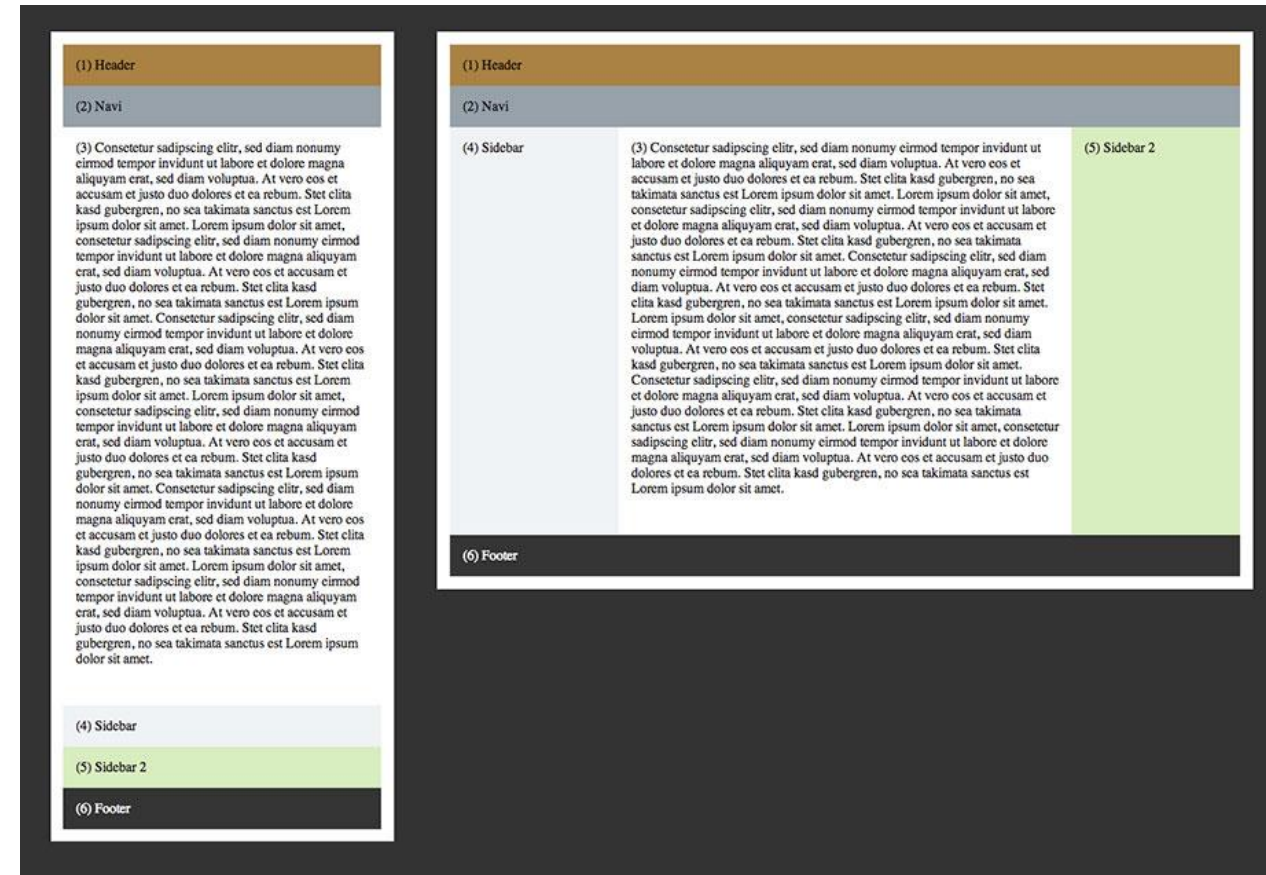 (1) Header
(2) Navi
(3) Consetetur sadipscing elitr, sed diam nonumy
eirmod tempor invidunt ut labore et dolore magna
aliquyam erat, sed diam voluptua. At vero eos et
accusam et justo duo dolores et ea rebum. Stet clita
kasd gubergren, no sea takimata sanctus est Lorem
ipsum dolor sit amet. Lorem ipsum dolor sit amet,
consetetur sadipscing elitr, sed diam nonumy eirmod
tempor invidunt ut labore et dolore magna aliquyam
erat, sed diam voluptua. At vero eos et accusam et
justo duo dolores et ea rebum. Stet clita kasd
gubergren, no sea takimata sanctus est Lorem ipsum
dolor sit amet. Consetetur sadipscing elitr, sed diam
nonumy eirmod tempor invidunt ut labore et dolore
magna aliquyam erat, sed diam voluptua. At vero eos
et accusam et justo duo dolores et ea rebum. Stet clita
kasd gubergren, no sea takimata sanctus est Lorem
ipsum dolor sit amet. Lorem ipsum dolor sit amet,
consetetur sadipscing elitr, sed diam nonumy eirmod
tempor invidunt ut labore et dolore magna aliquyam
erat, sed diam voluptua. At vero eos et accusam et
justo duo dolores et ea rebum. Stet clita kasd
gubergren, no sea takimata sanctus est Lorem ipsum
dolor sit amet. Consetetur sadipscing elitr, sed diam
nonumy eirmod tempor invidunt ut labore et dolore
magna aliquyam erat, sed diam voluptua. At vero eos
et accusam et justo duo dolores et ea rebum. Stet clita
kasd gubergren, no sea takimata sanctus est Lorem
ipsum dolor sit amet. Lorem ipsum dolor sit amet,
consetetur sadipscing elitr, sed diam nonumy eirmod
tempor invidunt ut labore et dolore magna aliquyam
erat, sed diam voluptua. At vero eos et accusam et
justo duo dolores et ea rebum. Stet clita kasd
gubergren, no sea takimata sanctus est Lorem ipsum
dolor sit amet.
(4) Sidebar
(5) Sidebar 2
(6) Footer
(1) Header
(2) Navi
(4) Sidebar
(3) Consetetur sadipscing elitr, sed diam nonumy eirmod tempor invidunt ut
labore et dolore magna aliquyam erat, sed diam voluptua. At vero eos et
accusam et justo duo dolores et ea rebum. Stet clita kasd gubergren, no sea
takimata sanctus est Lorem ipsum dolor sit amet. Lorem ipsum dolor sit amet,
consetetur sadipscing elitr, sed diam nonumy eirmod tempor invidunt ut labore
et dolore magna aliquyam erat, sed diam voluptua. At vero eos et accusam et
justo duo dolores et ea rebum. Stet clita kasd gubergren, no sea takimata
sanctus est Lorem ipsum dolor sit amet. Consetetur sadipscing elitr, sed diam
nonumy eirmod tempor invidunt ut labore et dolore magna aliquyam erat, sed
diam voluptua. At vero eos et accusam et justo duo dolores et ea rebum. Stet
clita kasd gubergren, no sea takimata sanctus est Lorem ipsum dolor sit amet.
Lorem ipsum dolor sit amet, consetetur sadipscing elitr, sed diam nonumy
eirmod tempor invidunt ut labore et dolore magna aliquyam erat, sed diam
voluptua. At vero eos et accusam et justo duo dolores et ea rebum. Stet clita
kasd gubergren, no sea takimata sanctus est Lorem ipsum dolor sit amet.
Consetetur sadipscing elitr, sed diam nonumy eirmod tempor invidunt ut labore
et dolore magna aliquyam erat, sed diam voluptua. At vero eos et accusam et
justo duo dolores et ea rebum. Stet clita kasd gubergren, no sea takimata
sanctus est Lorem ipsum dolor sit amet. Lorem ipsum dolor sit amet, consetetur
sadipscing elitr, sed diam nonumy eirmod tempor invidunt ut labore et dolore
magna aliquyam erat, sed diam voluptua. At vero eos et accusam et justo duo
dolores et ea rebum. Stet clita kasd gubergren, no sea takimata sanctus est
Lorem ipsum dolor sit amet.
(5) Sidebar 2
(6) Footer